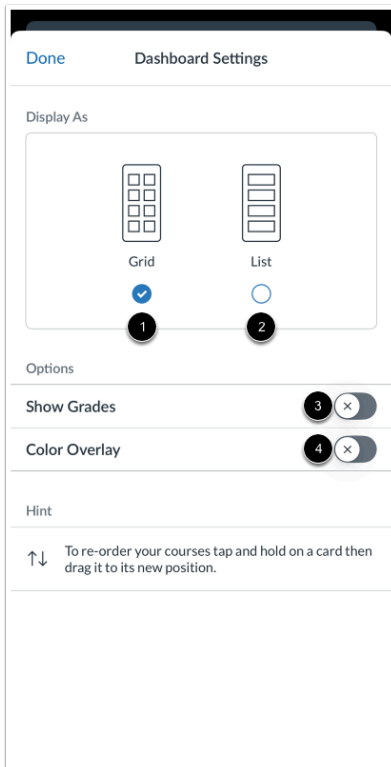 Done
Dashboard Settings
Display As
Grid
List
1
2
Options
Show Grades
3
Color Overlay
4
Hint
To re-order your courses tap and hold on a card then
drag it to its new position.